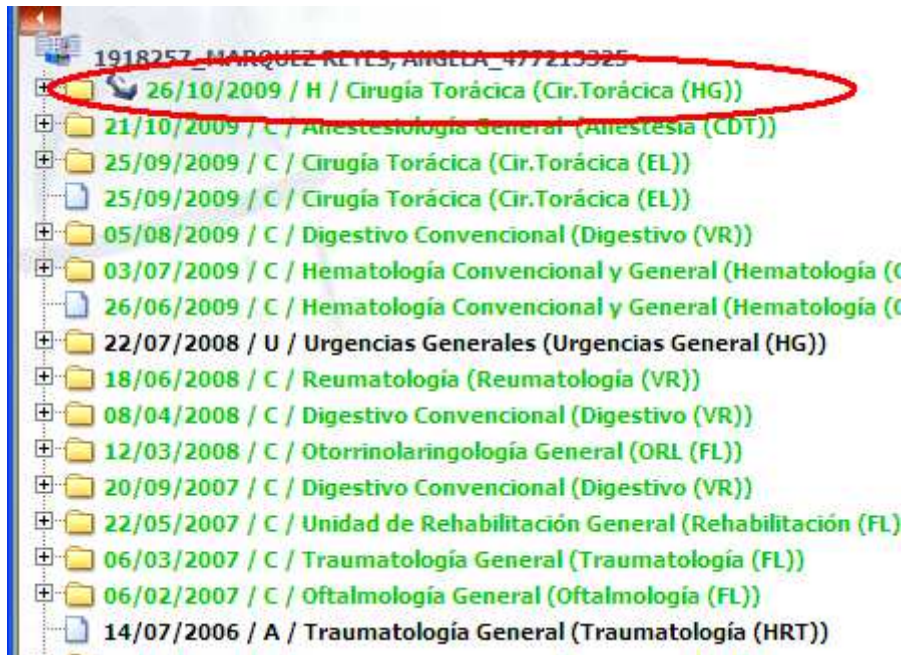 1918257_MARQUEZ REYES, ANGELA_477213325
26/10/2009 / H / Cirugía Torácica (Cir.Torácica (HG))
21/10/2009 / C / Anestesiología General (Anestesia (CDT))
25/09/2009 / C / Cirugía Torácica (Cir.Torácica (EL))
25/09/2009 / C / Cirugía Torácica (Cir.Torácica (EL))
05/08/2009 / C / Digestivo Convencional (Digestivo (VR))
03/07/2009 / C / Hematología Convencional y General (Hematología (
26/06/2009 / C / Hematología Convencional y General (Hematología (
22/07/2008 / U / Urgencias Generales (Urgencias General (HG))
18/06/2008 / C / Reumatología (Reumatología (VR))
08/04/2008 / C / Digestivo Convencional (Digestivo (VR))
12/03/2008 / C / Otorrinolaringología General (ORL (FL))
20/09/2007 / C / Digestivo Convencional (Digestivo (VR))
22/05/2007 / C / Unidad de Rehabilitación General (Rehabilitación (FL)
06/03/2007 / C / Traumatología General (Traumatología (FL))
06/02/2007 / C / Oftalmología General (Oftalmología (FL))
14/07/2006 / A / Traumatología General (Traumatología (HRT))